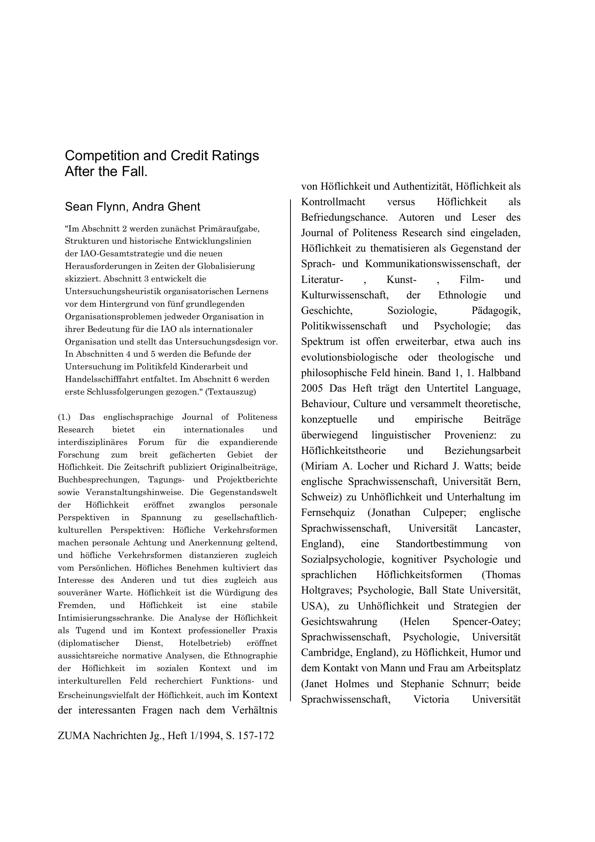 Competition and Credit Ratings
After the Fall.
Sean Flynn, Andra Ghent
"Im Abschnitt 2 werden zunächst Primäraufgabe,
Strukturen und historische Entwicklungslinien
der IAO-Gesamtstrategie und die neuen
Herausforderungen in Zeiten der Globalisierung
skizziert. Abschnitt 3 entwickelt die
Untersuchungsheuristik organisatorischen Lernens
vor dem Hintergrund von fünf grundlegenden
Organisationsproblemen jedweder Organisation in
ihrer Bedeutung für die IAO als internationaler
Organisation und stellt das Untersuchungsdesign vor.
In Abschnitten 4 und 5 werden die Befunde der
Untersuchung im Politikfeld Kinderarbeit und
Handelsschifffahrt entfaltet. Im Abschnitt 6 werden
erste Schlussfolgerungen gezogen." (Textauszug)
(1.) Das englischsprachige Journal of Politeness
Research bietet ein internationales und
interdisziplinäres Forum für die expandierende
Forschung zum breit gefächerten Gebiet der
Höflichkeit. Die Zeitschrift publiziert Originalbeiträge,
Buchbesprechungen, Tagungs- und Projektberichte
sowie Veranstaltungshinweise. Die Gegenstandswelt
der Höflichkeit eröffnet zwanglos personale
Perspektiven in Spannung zu gesellschaftlich-
kulturellen Perspektiven: Höfliche Verkehrsformen
machen personale Achtung und Anerkennung geltend,
und höfliche Verkehrsformen distanzieren zugleich
vom Persönlichen. Höfliches Benehmen kultiviert das
Interesse des Anderen und tut dies zugleich aus
souveräner Warte. Höflichkeit ist die Würdigung des
Fremden, und Höflichkeit ist eine stabile
Intimisierungsschranke. Die Analyse der Höflichkeit
als Tugend und im Kontext professioneller Praxis
(diplomatischer Dienst, Hotelbetrieb) eröffnet
aussichtsreiche normative Analysen, die Ethnographie
der Höflichkeit im sozialen Kontext und im
interkulturellen Feld recherchiert Funktions- und
Erscheinungsvielfalt der Höflichkeit, auch im Kontext
der interessanten Fragen nach dem Verhältnis
von Höflichkeit und Authentizität, Höflichkeit als
Kontrollmacht versus Höflichkeit als
Befriedungschance. Autoren und Leser des
Journal of Politeness Research sind eingeladen,
Höflichkeit zu thematisieren als Gegenstand der
Sprach- und Kommunikationswissenschaft, der
Literatur- , Kunst- , Film- und
Kulturwissenschaft, der Ethnologie und
Geschichte, Soziologie, Pädagogik,
Politikwissenschaft und Psychologie; das
Spektrum ist offen erweiterbar, etwa auch ins
evolutionsbiologische oder theologische und
philosophische Feld hinein. Band 1, 1. Halbband
2005 Das Heft trägt den Untertitel Language,
Behaviour, Culture und versammelt theoretische,
konzeptuelle und empirische Beiträge
überwiegend linguistischer Provenienz: zu
Höflichkeitstheorie und Beziehungsarbeit
(Miriam A. Locher und Richard J. Watts; beide
englische Sprachwissenschaft, Universität Bern,
Schweiz) zu Unhöflichkeit und Unterhaltung im
Fernsehquiz (Jonathan Culpeper; englische
Sprachwissenschaft, Universität Lancaster,
England), eine Standortbestimmung von
Sozialpsychologie, kognitiver Psychologie und
sprachlichen Höflichkeitsformen (Thomas
Holtgraves; Psychologie, Ball State Universität,
USA), zu Unhöflichkeit und Strategien der
Gesichtswahrung (Helen Spencer-Oatey;
Sprachwissenschaft, Psychologie, Universität
Cambridge, England), zu Höflichkeit, Humor und
dem Kontakt von Mann und Frau am Arbeitsplatz
(Janet Holmes und Stephanie Schnurr; beide
Sprachwissenschaft, Victoria Universität
ZUMA Nachrichten Jg., Heft 1/1994, S. 157-172